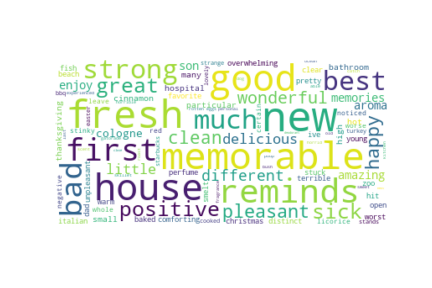 fish strong son many overwhelming strange clear bathroom
beach enjoy great hospital lovely good pretty best
bbq cinnamon favorite wonderful memories
leave particular aroma
thanksgiving fresh much new
stinky cologne red clean delicious certain ive high noticed
first memorable happy turkey young
little different stuck amazing
bad house perfume smelt terrible zoo
negative dad unpleasant warm reminds hit
positive pleasant sick worst open
italian small whole baked comforting cooked christmas distinct licorice stands